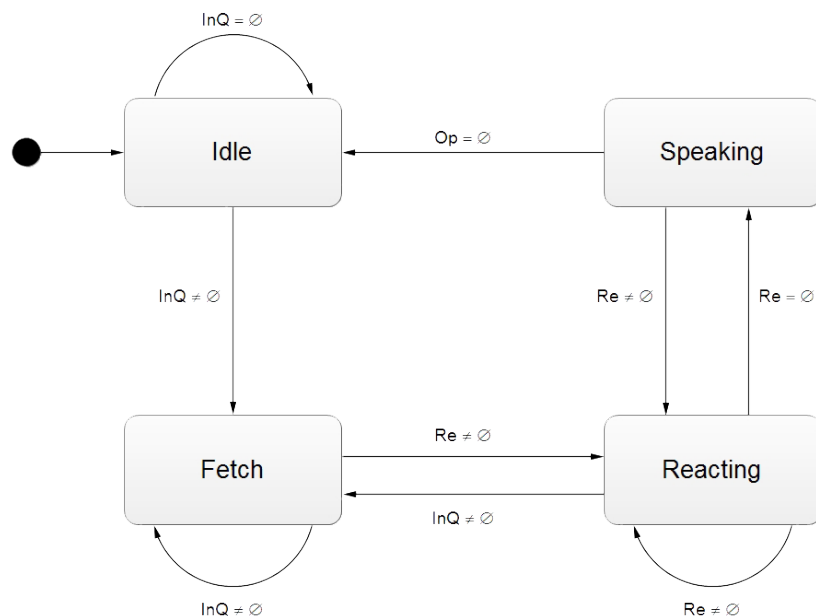 InQ = ∅
Idle
Speaking
Op = ∅
InQ ≠ ∅
Re ≠ ∅
Re = ∅
Fetch
Re ≠ ∅
Reacting
InQ ≠ ∅
InQ ≠ ∅
Re ≠ ∅